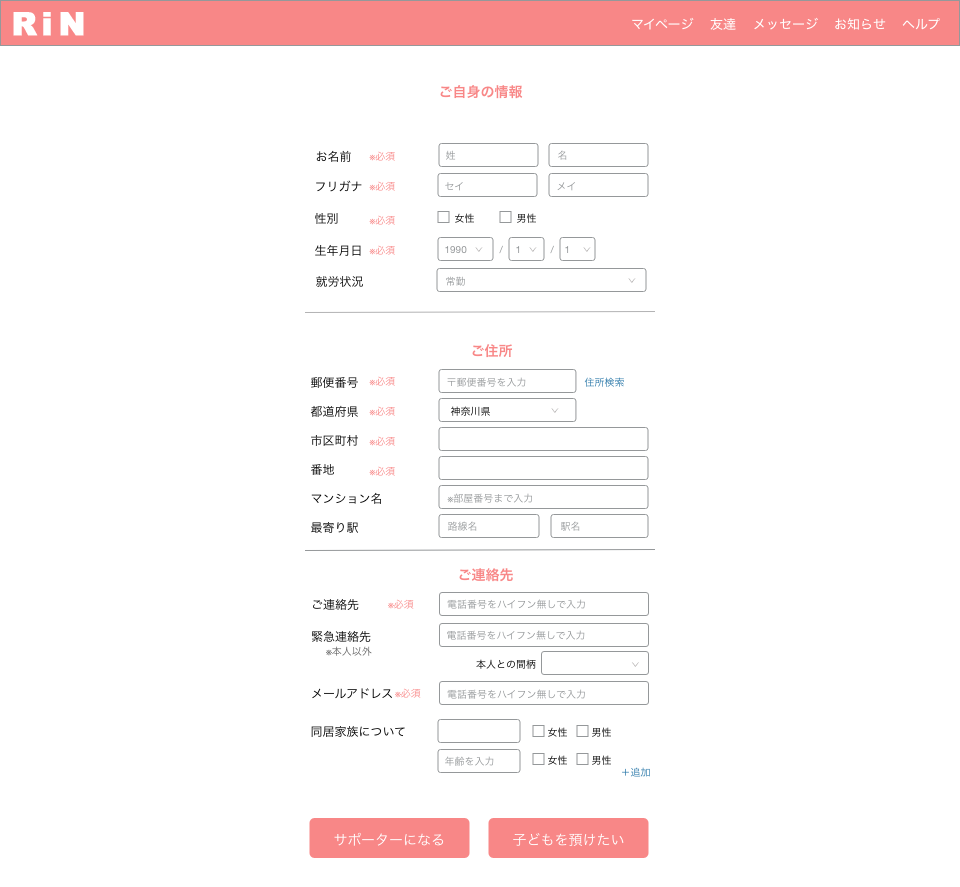 RiN マイページ 友達 メッセージ お知らせ ヘルプ
ご自身の情報
お名前 ※必須 姓 名
フリガナ ※必須 セイ メイ
性別 ※必須 女性 男性
生年月日 ※必須 1990 / 1 / 1
就労状況 常勤
ご住所
郵便番号 ※必須 〒郵便番号を入力 住所検索
都道府県 ※必須 神奈川県
市区町村 ※必須
番地 ※必須
マンション名 ※部屋番号まで入力
最寄り駅 路線名 駅名
ご連絡先
ご連絡先 ※必須 電話番号をハイフン無しで入力
緊急連絡先 電話番号をハイフン無しで入力
※本人以外
本人との間柄
メールアドレス ※必須 電話番号をハイフン無しで入力
同居家族について 女性 男性
年齢を入力 女性 男性
＋追加
サポーターになる 子どもを預けたい